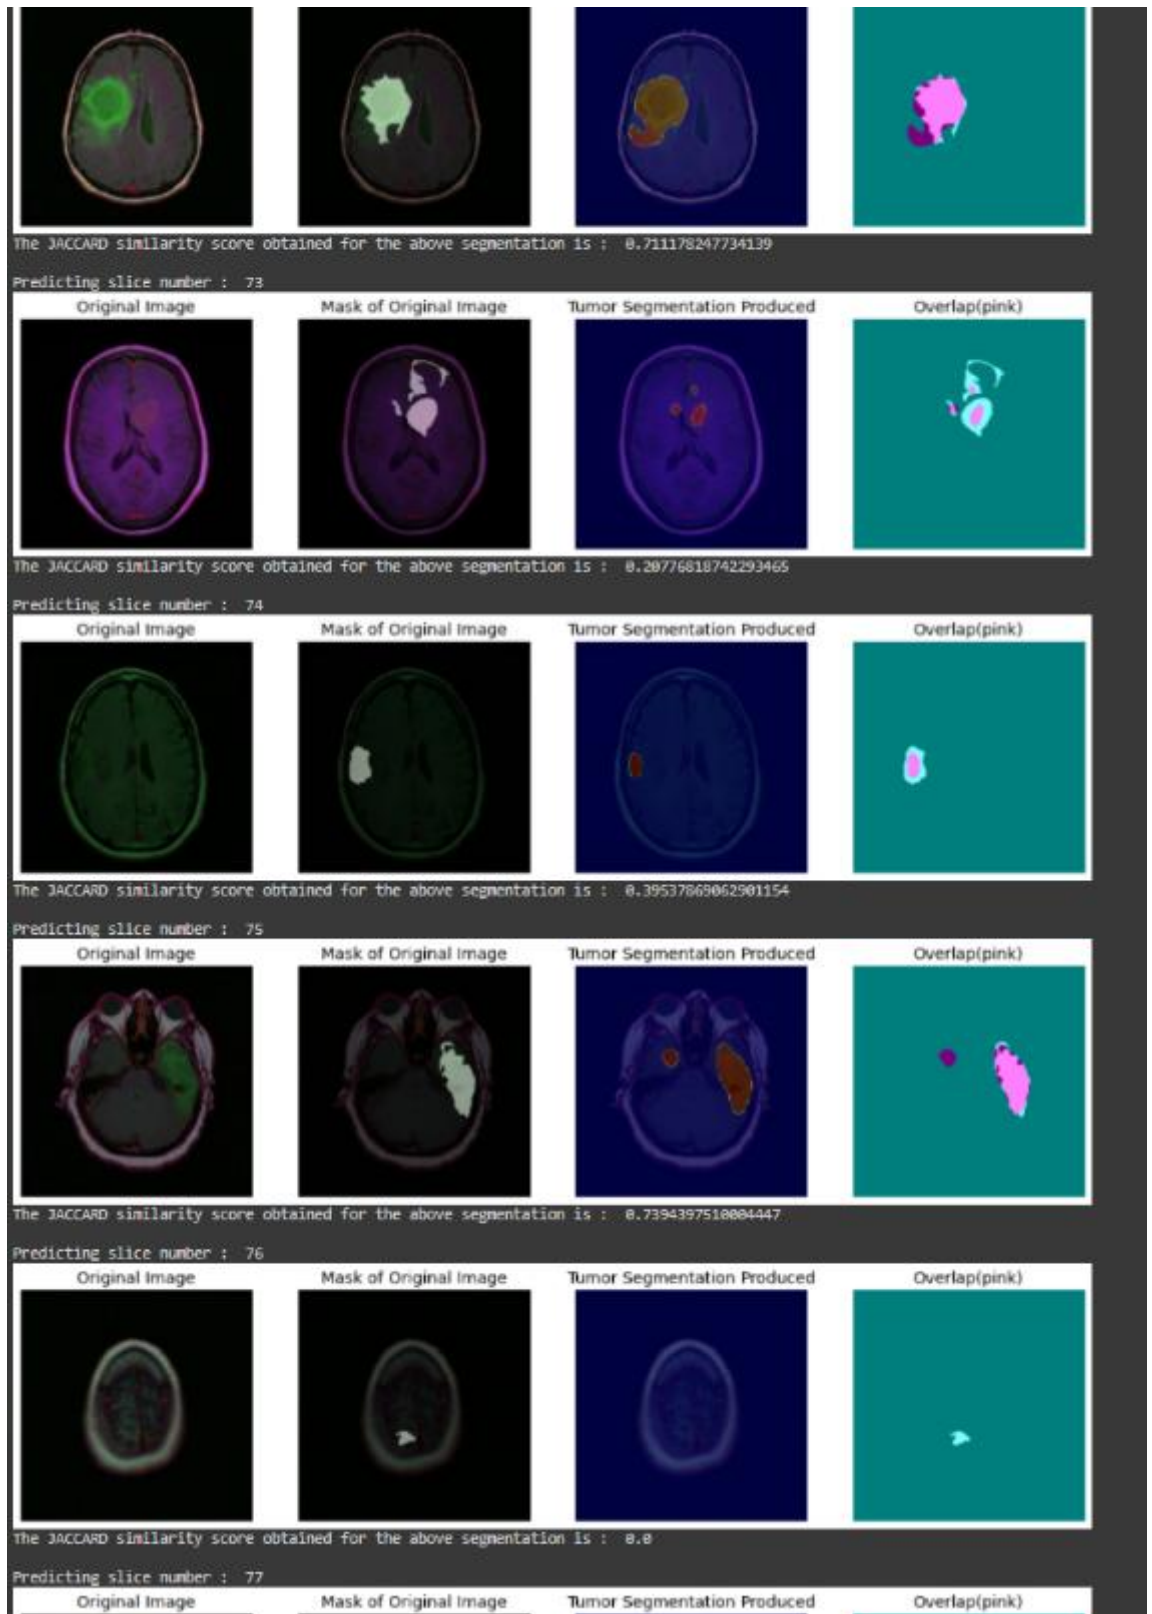 The JACCARD similarity score obtained for the above segmentation is : 0.711178247734139
Predicting slice number : 73
Original Image Mask of Original Image Tumor Segmentation Produced Overlap(pink)
The JACCARD similarity score obtained for the above segmentation is : 0.20776818742293465
Predicting slice number : 74
Original Image Mask of Original Image Tumor Segmentation Produced Overlap(pink)
The JACCARD similarity score obtained for the above segmentation is : 0.39537869062901154
Predicting slice number : 75
Original Image Mask of Original Image Tumor Segmentation Produced Overlap(pink)
The JACCARD similarity score obtained for the above segmentation is : 0.7394397510004447
Predicting slice number : 76
Original Image Mask of Original Image Tumor Segmentation Produced Overlap(pink)
The JACCARD similarity score obtained for the above segmentation is : 0.0
Predicting slice number : 77
Original Image Mask of Original Image Tumor Segmentation Produced Overlap(pink)